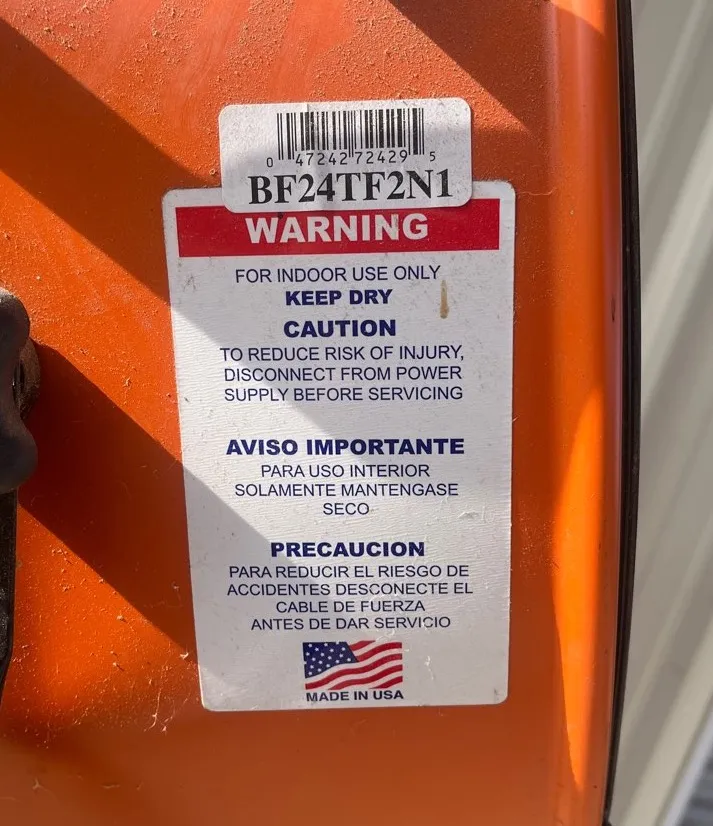 0 47242 72429 5
BF24TF2N1
WARNING
FOR INDOOR USE ONLY
KEEP DRY
CAUTION
TO REDUCE RISK OF INJURY,
DISCONNECT FROM POWER
SUPPLY BEFORE SERVICING
AVISO IMPORTANTE
PARA USO INTERIOR
SOLAMENTE MANTENGASE
SECO
PRECAUCION
PARA REDUCIR EL RIESGO DE
ACCIDENTES DESCONECTE EL
CABLE DE FUERZA
ANTES DE DAR SERVICIO
MADE IN USA